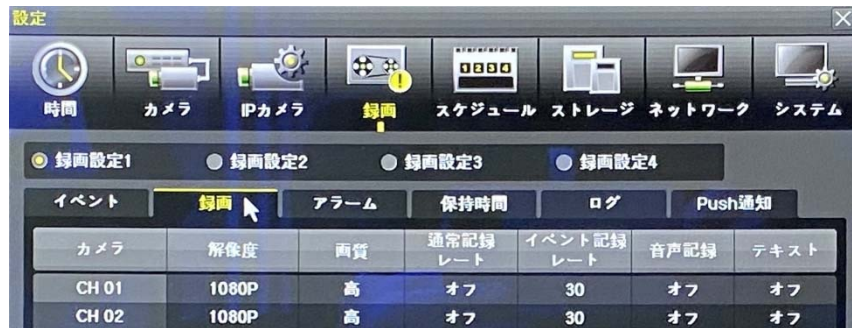 設定
時間 カメラ IPカメラ 録画 スケジュール ストレージ ネットワーク システム
録画設定1 録画設定2 録画設定3 録画設定4
イベント 録画 アラーム 保持時間 ログ Push通知
カメラ 解像度 画質 通常記録レート イベント記録レート 音声記録 テキスト
CH 01 1080P 高 オフ 30 オフ オフ
CH 02 1080P 高 オフ 30 オフ オフ